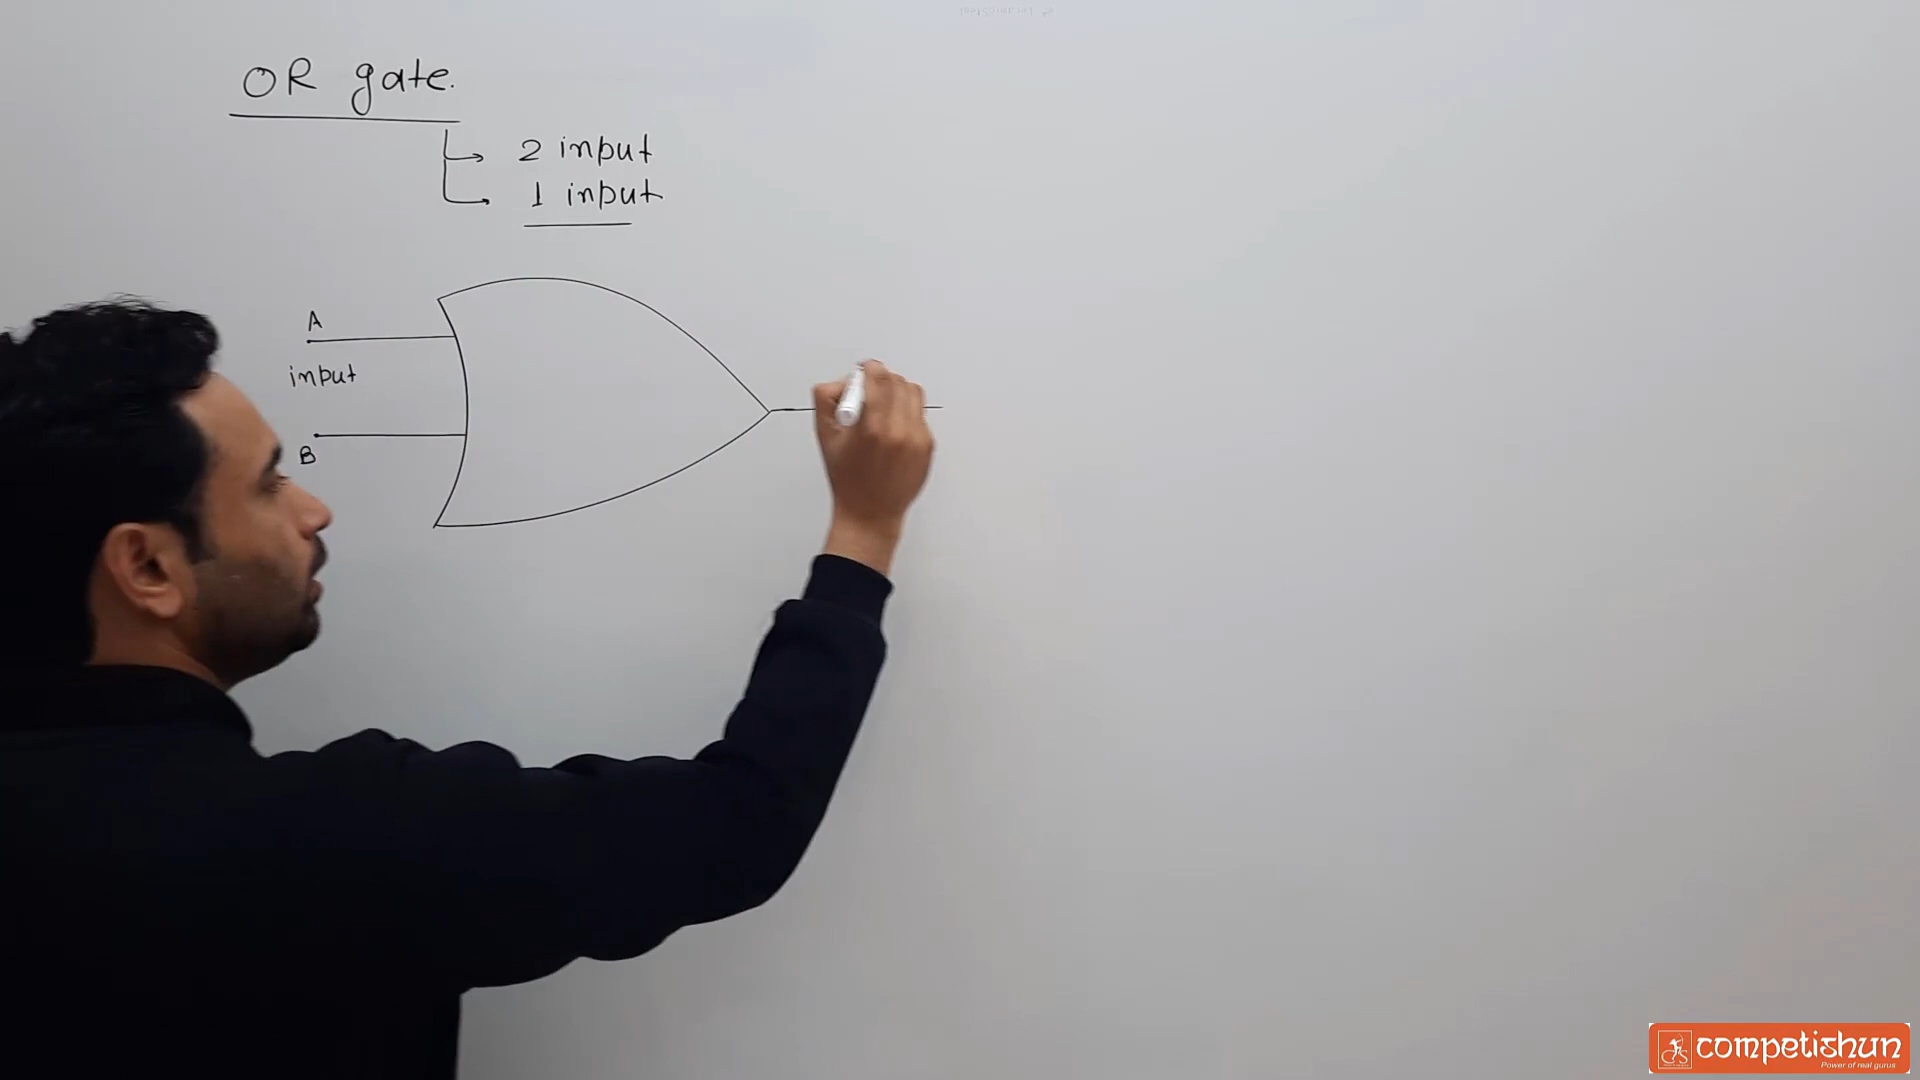 OR gate.
2 input
1 input
A
input
B
competishun
Power of real gurus